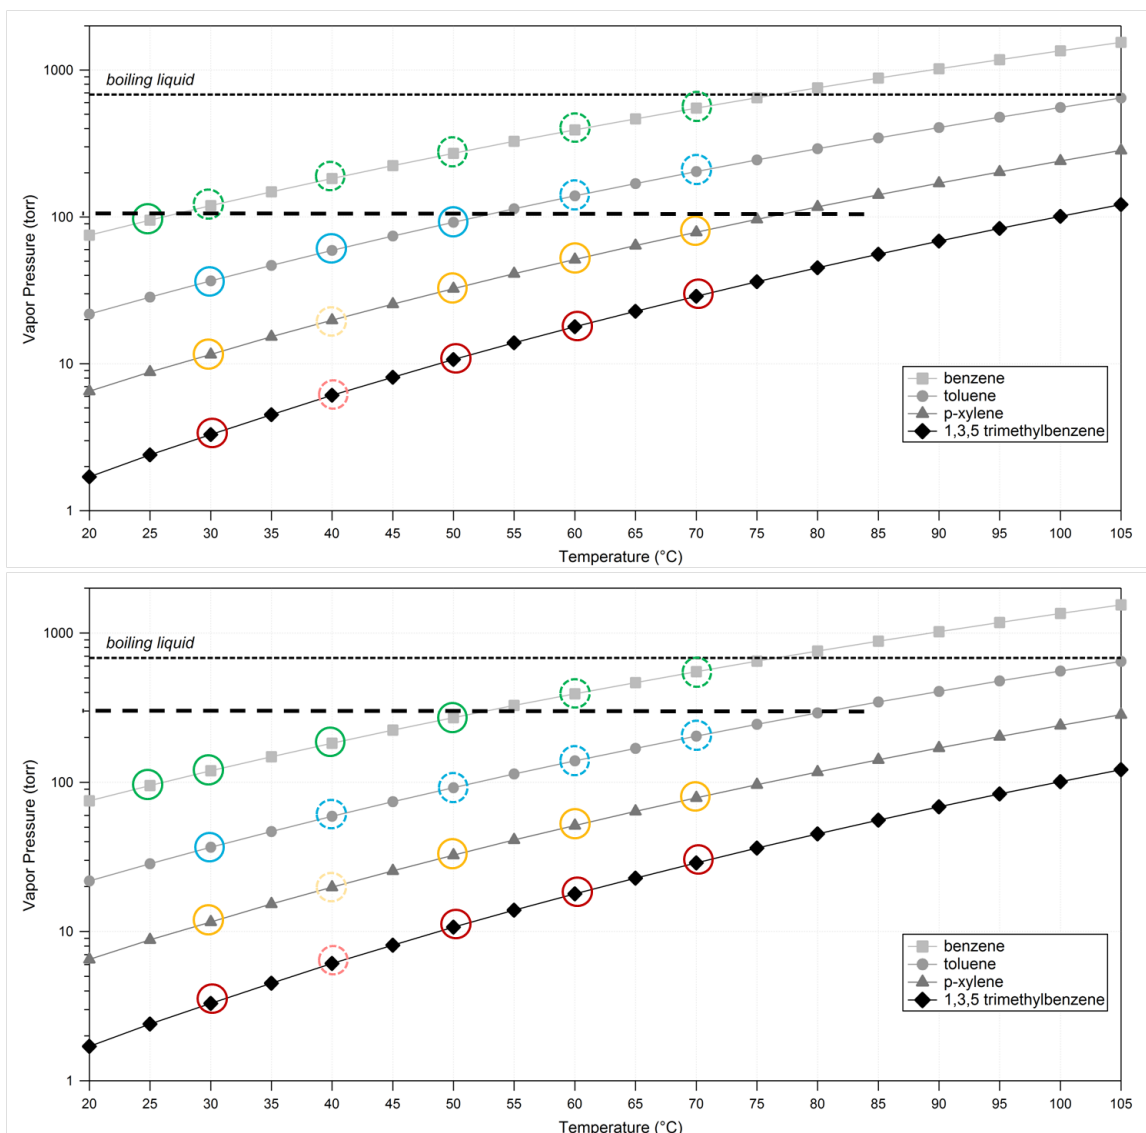 1000
boiling liquid
100
Vapor Pressure (torr)
10
benzene
toluene
p-xylene
1,3,5 trimethylbenzene
1
20 25 30 35 40 45 50 55 60 65 70 75 80 85 90 95 100 105
Temperature (°C)
1000
boiling liquid
100
Vapor Pressure (torr)
10
benzene
toluene
p-xylene
1,3,5 trimethylbenzene
1
20 25 30 35 40 45 50 55 60 65 70 75 80 85 90 95 100 105
Temperature (°C)